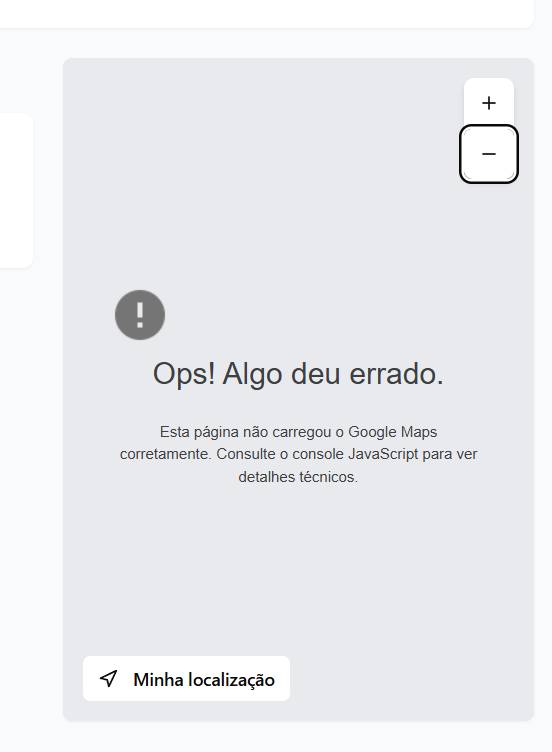 +
−
!
Ops! Algo deu errado.
Esta página não carregou o Google Maps
corretamente. Consulte o console JavaScript para ver
detalhes técnicos.
Minha localização